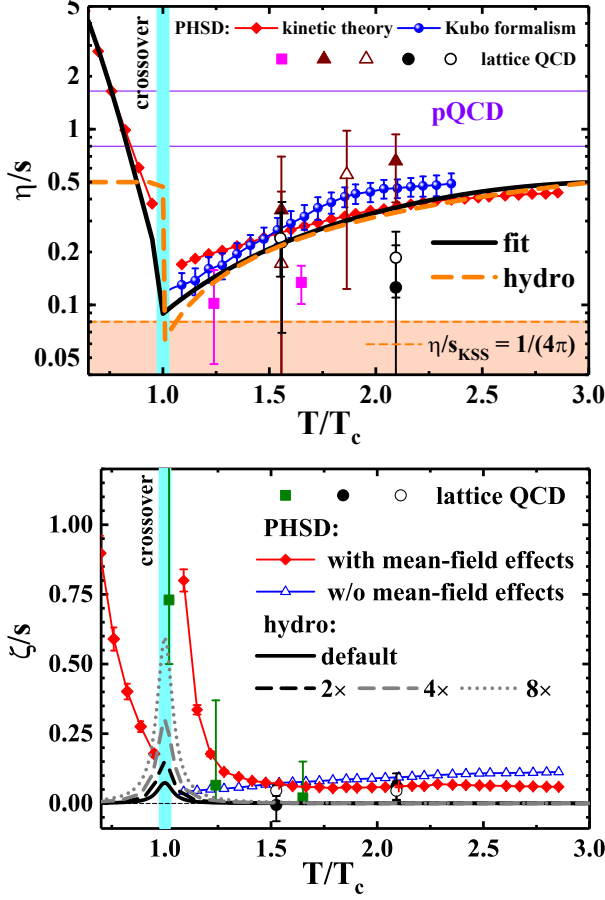 PHSD: kinetic theory Kubo formalism
lattice QCD
crossover
pQCD
η/s
4
2
1
0.5
0.2
0.1
0.05
fit
hydro
η/s_KSS = 1/(4π)
1.0 1.5 2.0 2.5 3.0
T/T_c
lattice QCD
crossover
PHSD:
with mean-field effects
w/o mean-field effects
hydro:
default
2× 4× 8×
ζ/s
1.00
0.75
0.50
0.25
0.00
1.0 1.5 2.0 2.5 3.0
T/T_c